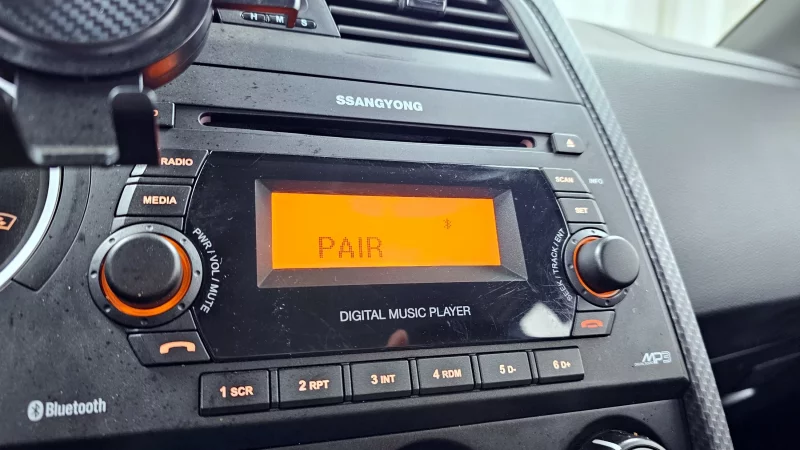 H M S
SSANGYONG
RADIO
MEDIA
PWR / VOL / MUTE
PAIR
SCAN
INFO
SET
SEEK / TRACK / ENT
DIGITAL MUSIC PLAYER
1 SCR
2 RPT
3 INT
4 RDM
5 D-
6 D+
MP3
Bluetooth